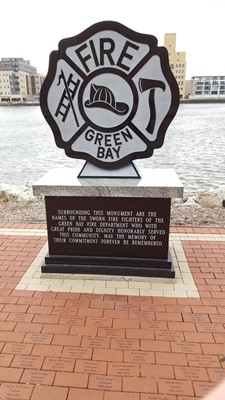 FIRE
GREEN
BAY
SURROUNDING THIS MONUMENT ARE THE
NAMES OF THE SWORN FIRE FIGHTERS OF THE
GREEN BAY FIRE DEPARTMENT WHO WITH
GREAT PRIDE AND DIGNITY HONORABLY SERVED
THIS COMMUNITY. MAY THE MEMORY OF
THEIR COMMITMENT FOREVER BE REMEMBERED